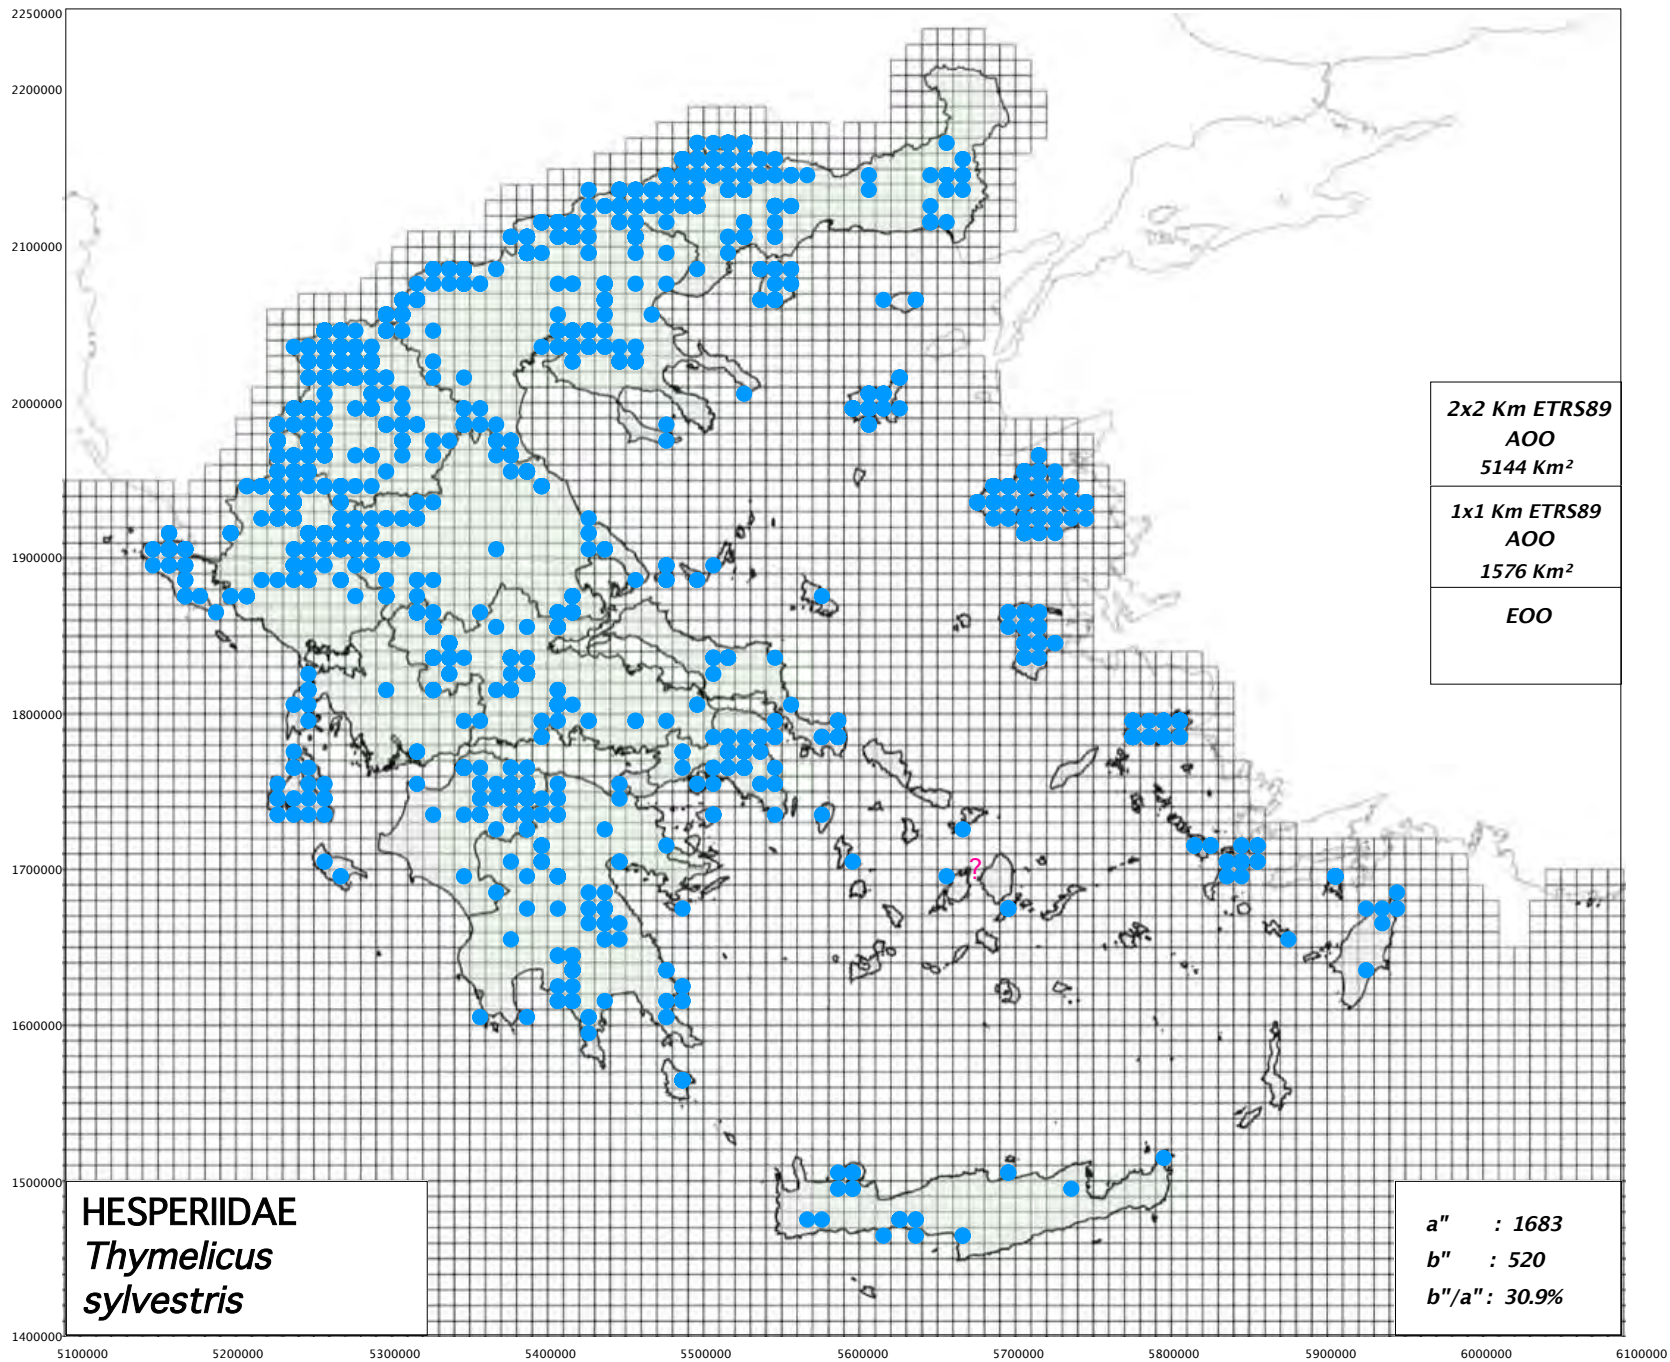 2250000
2200000
2100000
2000000
1900000
1800000
1700000
1600000
1500000
1400000
2x2 Km ETRS89
AOO
5144 Km²
1x1 Km ETRS89
AOO
1576 Km²
EOO
?
HESPERIIDAE
Thymelicus
sylvestris
a" : 1683
b" : 520
b"/a" : 30.9%
5100000 5200000 5300000 5400000 5500000 5600000 5700000 5800000 5900000 6000000 6100000